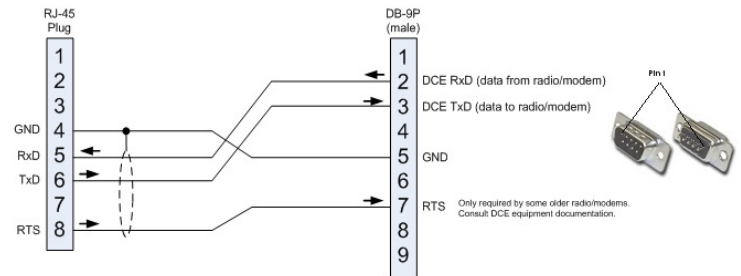 RJ-45
Plug
DB-9P
(male)
1
2
3
GND 4
RxD 5
TxD 6
7
RTS 8
1
2 DCE RxD (data from radio/modem)
3 DCE TxD (data to radio/modem)
4
5 GND
6
7 RTS Only required by some older radio/modems.
Consult DCE equipment documentation.
8
9
Pin 1